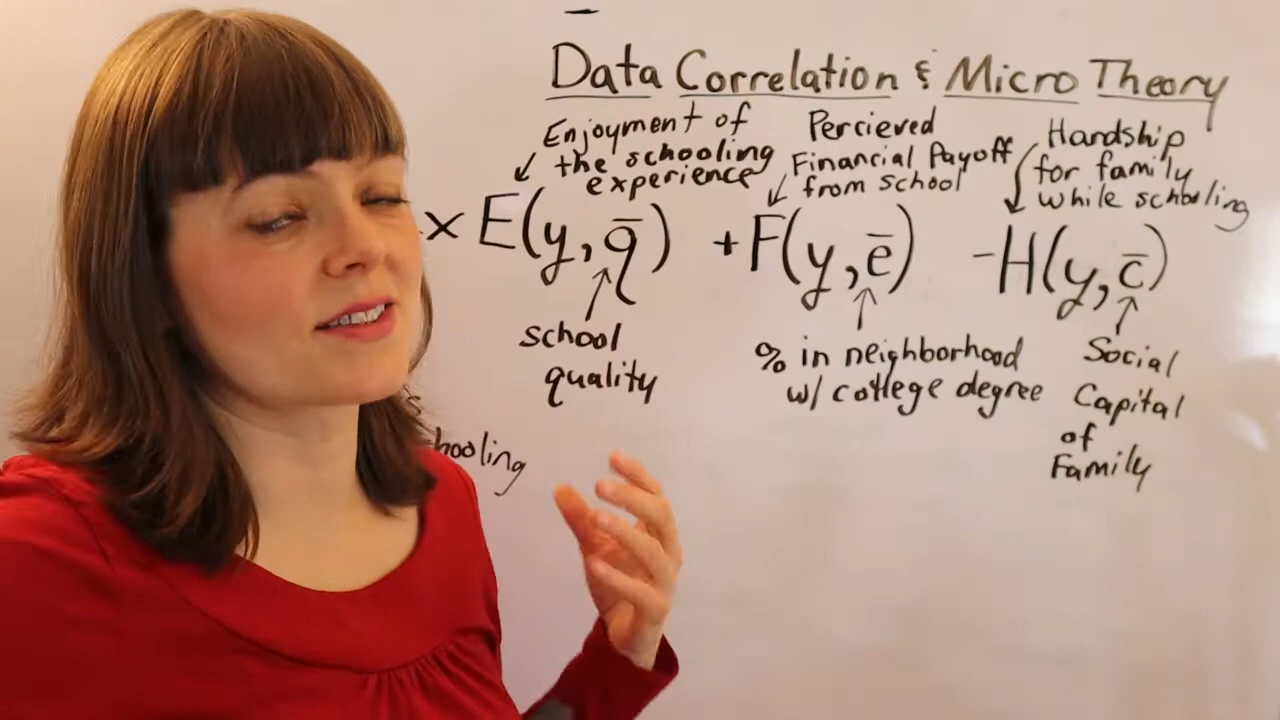 Data Correlation & Micro Theory
Enjoyment of
the schooling
experience
Percieved
Financial Payoff
from school
Hardship
for family
while schooling
x E(y, q̄) + F(y, ē) - H(y, c̄)
school
quality
% in neighborhood
w/ college degree
Social
Capital
of
Family
hooling